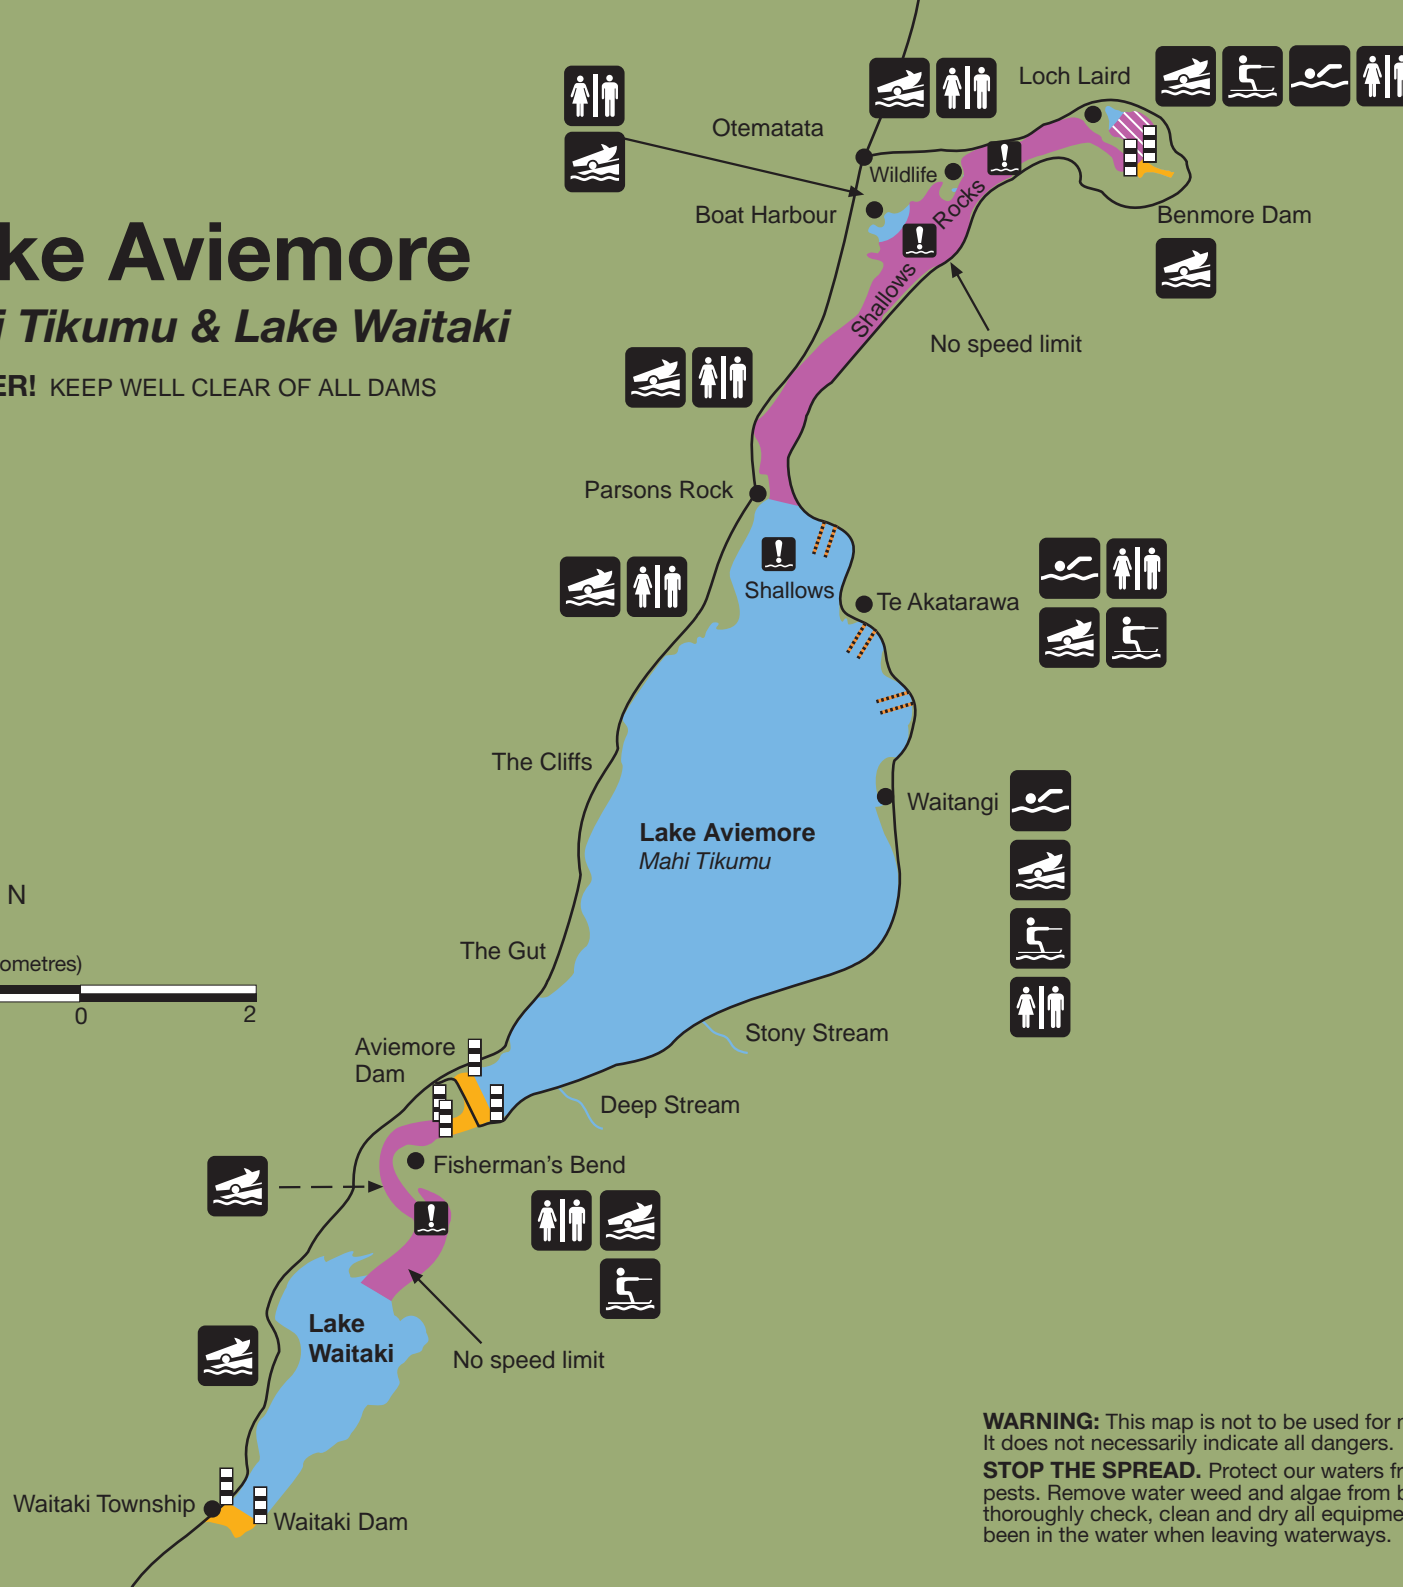 Loch Laird
Otematata
Wildlife
Boat Harbour
Rocks
Benmore Dam
ke Aviemore
i Tikumu & Lake Waitaki
ER! KEEP WELL CLEAR OF ALL DAMS
Shallows
No speed limit
Parsons Rock
Shallows
Te Akatarawa
The Cliffs
Waitangi
Lake Aviemore
Mahi Tikumu
N
The Gut
ometres)
0
2
Stony Stream
Aviemore
Dam
Deep Stream
Fisherman's Bend
Lake
Waitaki
No speed limit
WARNING: This map is not to be used for n
It does not necessarily indicate all dangers.
STOP THE SPREAD. Protect our waters fr
pests. Remove water weed and algae from b
thoroughly check, clean and dry all equipme
been in the water when leaving waterways.
Waitaki Township
Waitaki Dam